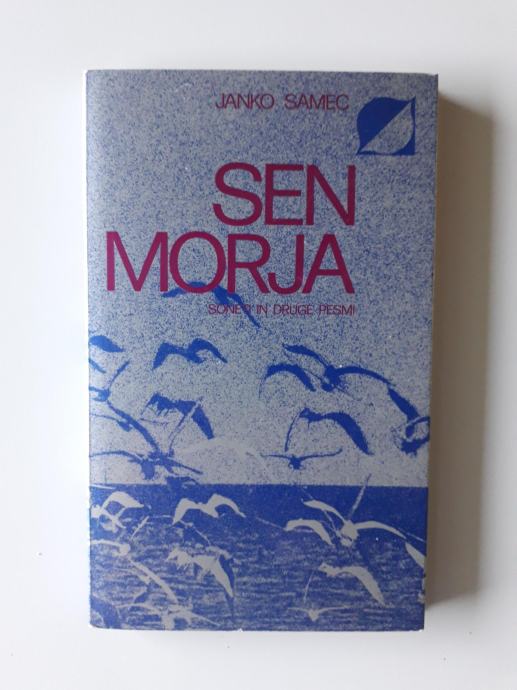 JANKO SAMEC
SEN
MORJA
SONETI IN DRUGE PESMI